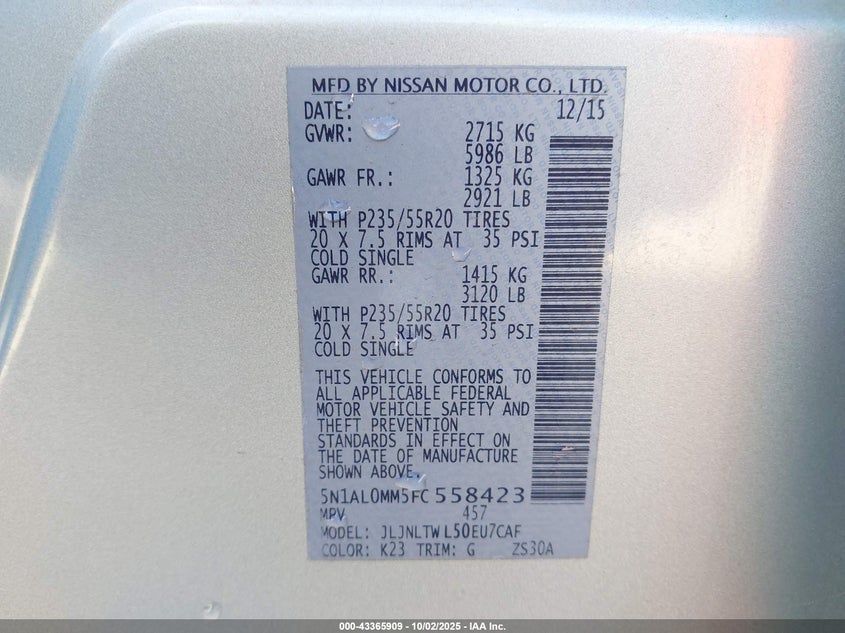 MFD BY NISSAN MOTOR CO., LTD.
DATE: 12/15
GVWR: 2715 KG
5986 LB
GAWR FR.: 1325 KG
2921 LB
WITH P235/55R20 TIRES
20 X 7.5 RIMS AT 35 PSI
COLD SINGLE
GAWR RR.: 1415 KG
3120 LB
WITH P235/55R20 TIRES
20 X 7.5 RIMS AT 35 PSI
COLD SINGLE
THIS VEHICLE CONFORMS TO
ALL APPLICABLE FEDERAL
MOTOR VEHICLE SAFETY AND
THEFT PREVENTION
STANDARDS IN EFFECT ON
THE DATE OF MANUFACTURE
SHOWN ABOVE.
5N1AL0MM5FC558423
MPV 457
MODEL: JLJNLTWL50EU7CAF
COLOR: K23 TRIM: G ZS30A
000-43365909 - 10/02/2025 - IAA Inc.